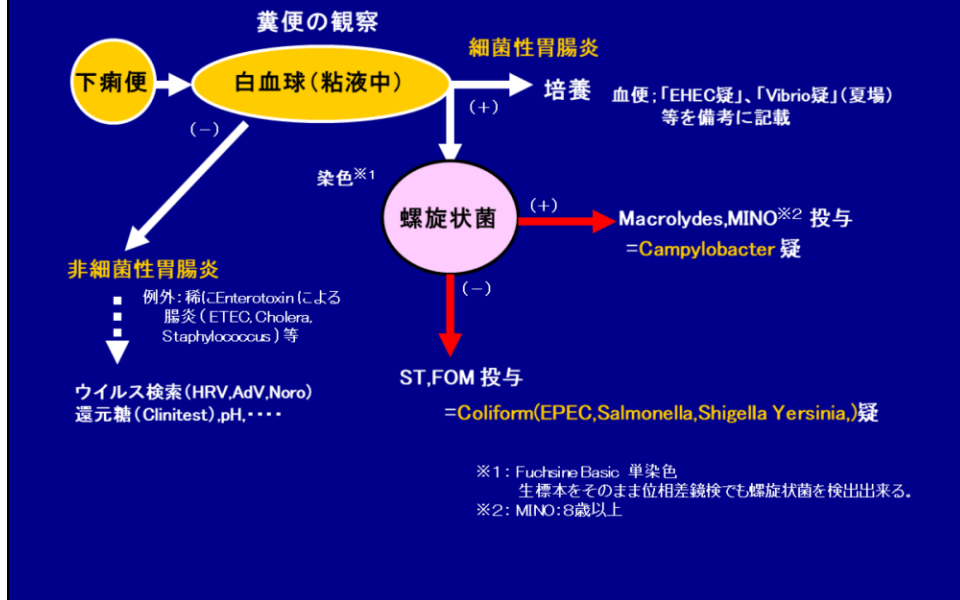 糞便の観察
下痢便
白血球(粘液中)
細菌性胃腸炎
培養
血便;「EHEC疑」、「Vibrio疑」(夏場)
等を備考に記載
(+)
(-)
染色※1
螺旋状菌
(+)
Macrolydes,MINO※2 投与
=Campylobacter 疑
(-)
非細菌性胃腸炎
例外:稀にEnterotoxin による
腸炎(ETEC,Cholera,
Staphylococcus)等
ウイルス検索(HRV,AdV,Noro)
還元糖(Clinitest),pH,・・・・
ST,FOM 投与
=Coliform(EPEC,Salmonella,Shigella Yersinia,)疑
※1:Fuchsine Basic 単染色
生標本をそのまま位相差鏡検でも螺旋状菌を検出出来る。
※2:MINO:8歳以上